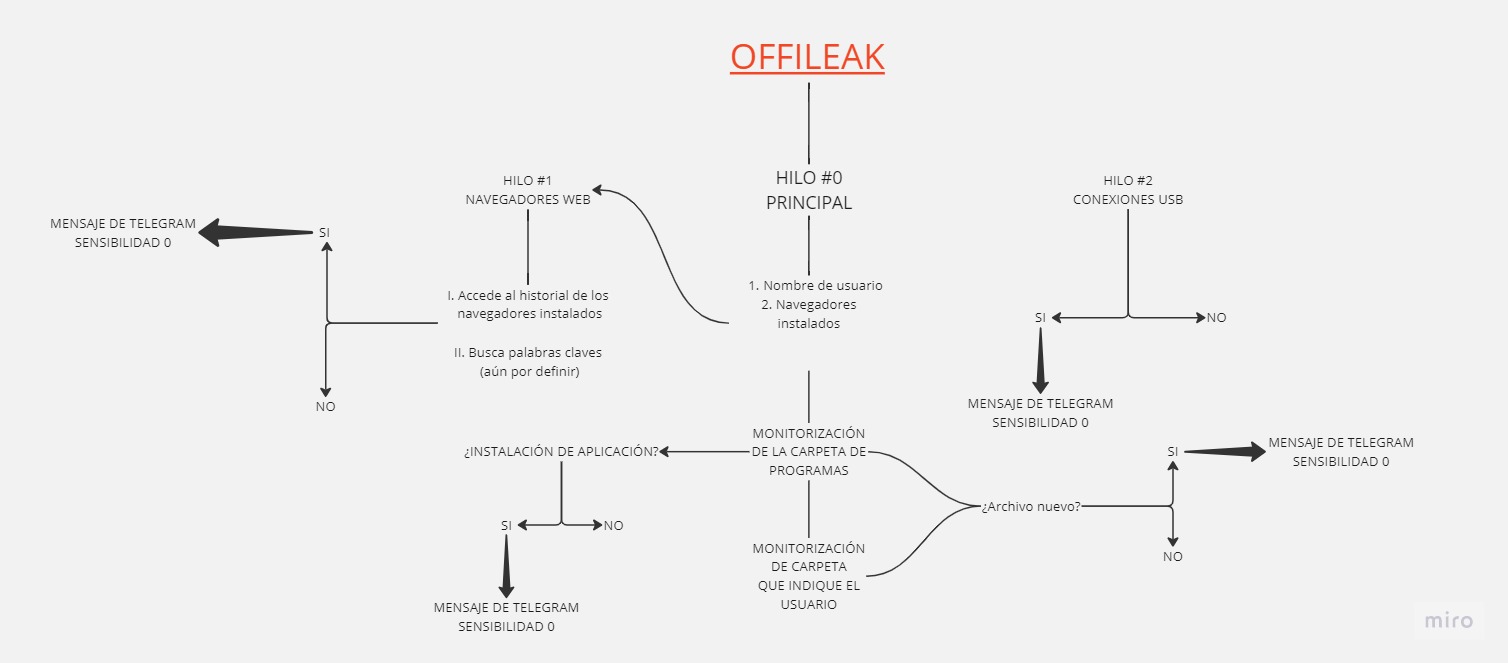 OFFILEAK
HILO #0
PRINCIPAL
1. Nombre de usuario
2. Navegadores
instalados
HILO #1
NAVEGADORES WEB
I. Accede al historial de los
navegadores instalados
II. Busca palabras claves
(aún por definir)
SI
MENSAJE DE TELEGRAM
SENSIBILIDAD 0
NO
HILO #2
CONEXIONES USB
SI
NO
MENSAJE DE TELEGRAM
SENSIBILIDAD 0
MONITORIZACIÓN
DE LA CARPETA DE
PROGRAMAS
¿INSTALACIÓN DE APLICACIÓN?
SI
NO
MENSAJE DE TELEGRAM
SENSIBILIDAD 0
MONITORIZACIÓN
DE CARPETA
QUE INDIQUE EL
USUARIO
¿Archivo nuevo?
SI
MENSAJE DE TELEGRAM
SENSIBILIDAD 0
NO
miro